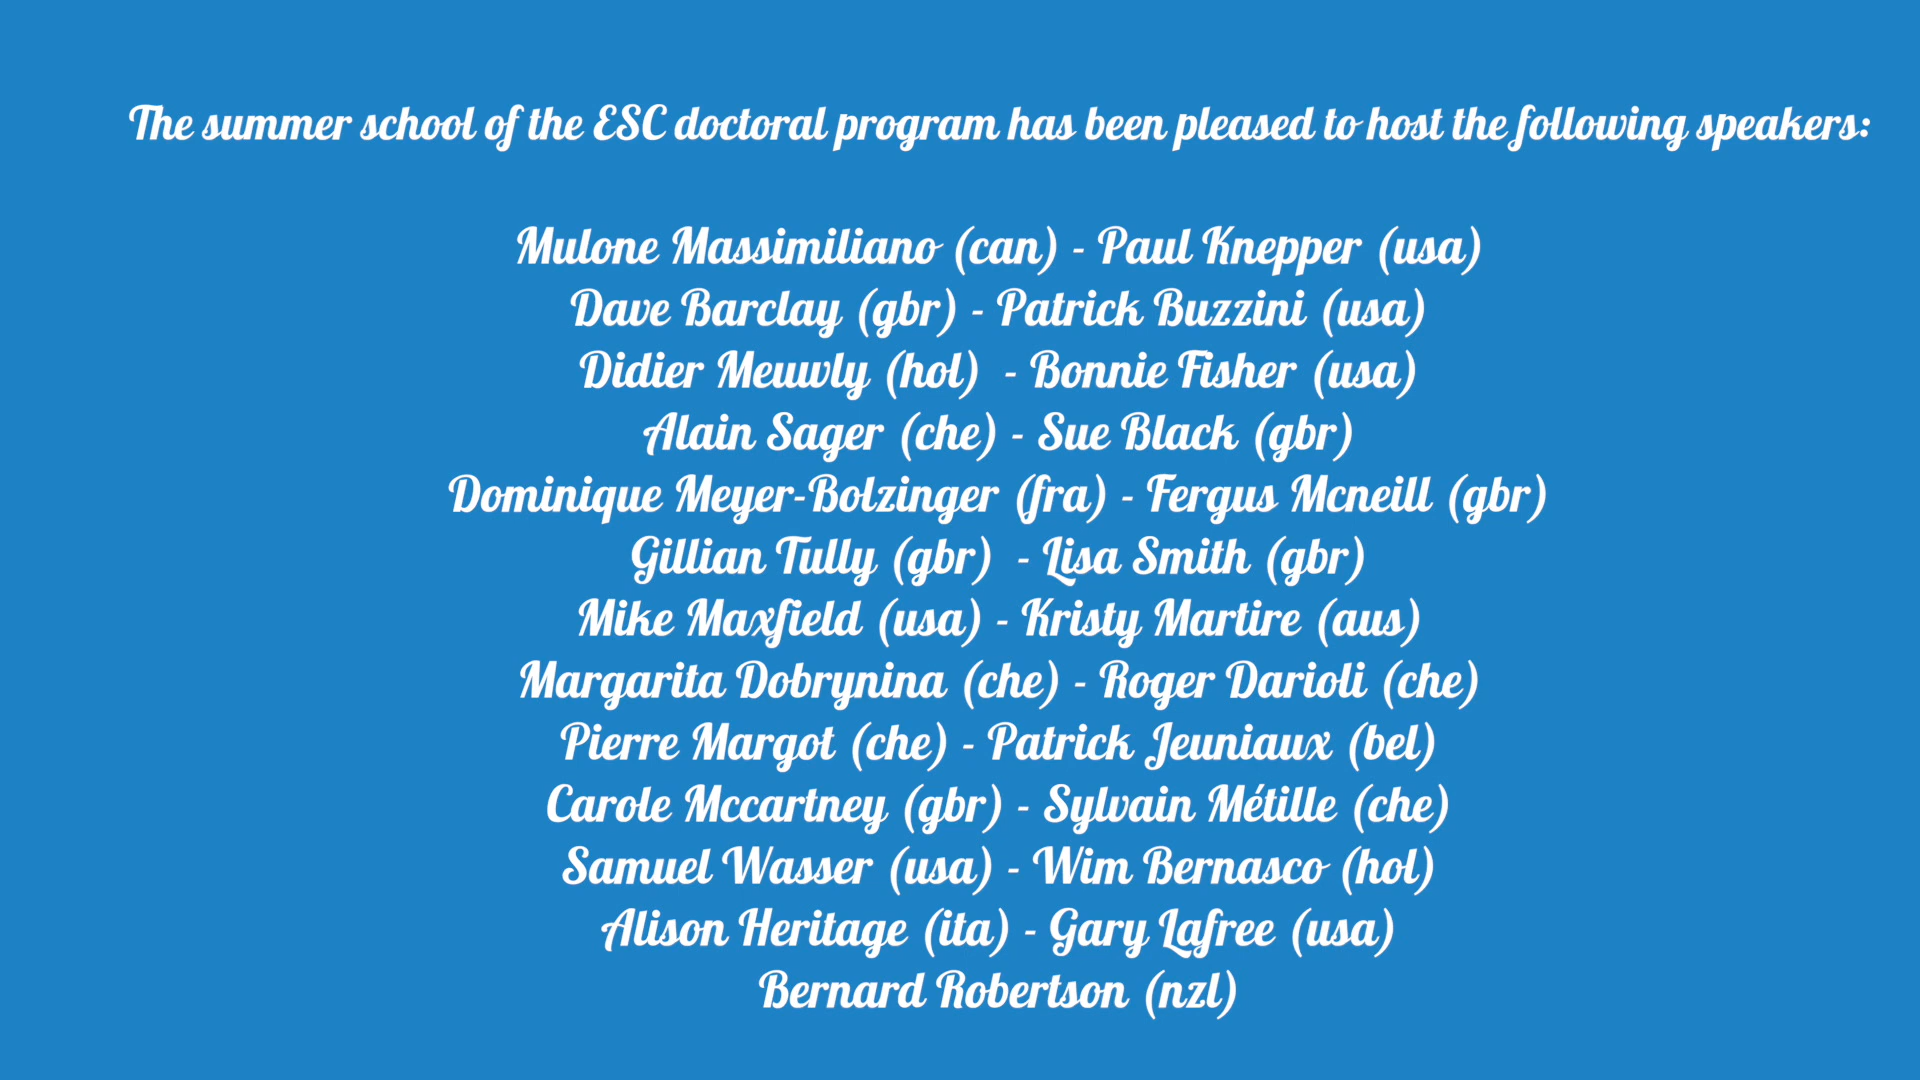 The summer school of the ESC doctoral program has been pleased to host the following speakers:
Mulone Massimiliano (can) - Paul Knepper (usa)
Dave Barclay (gbr) - Patrick Buzzini (usa)
Didier Meuwly (hol) - Bonnie Fisher (usa)
Alain Sager (che) - Sue Black (gbr)
Dominique Meyer-Bolzinger (fra) - Fergus Mcneill (gbr)
Gillian Tully (gbr) - Lisa Smith (gbr)
Mike Maxfield (usa) - Kristy Martire (aus)
Margarita Dobrynina (che) - Roger Darioli (che)
Pierre Margot (che) - Patrick Jeuniaux (bel)
Carole Mccartney (gbr) - Sylvain Métille (che)
Samuel Wasser (usa) - Wim Bernasco (hol)
Alison Heritage (ita) - Gary Lafree (usa)
Bernard Robertson (nzl)